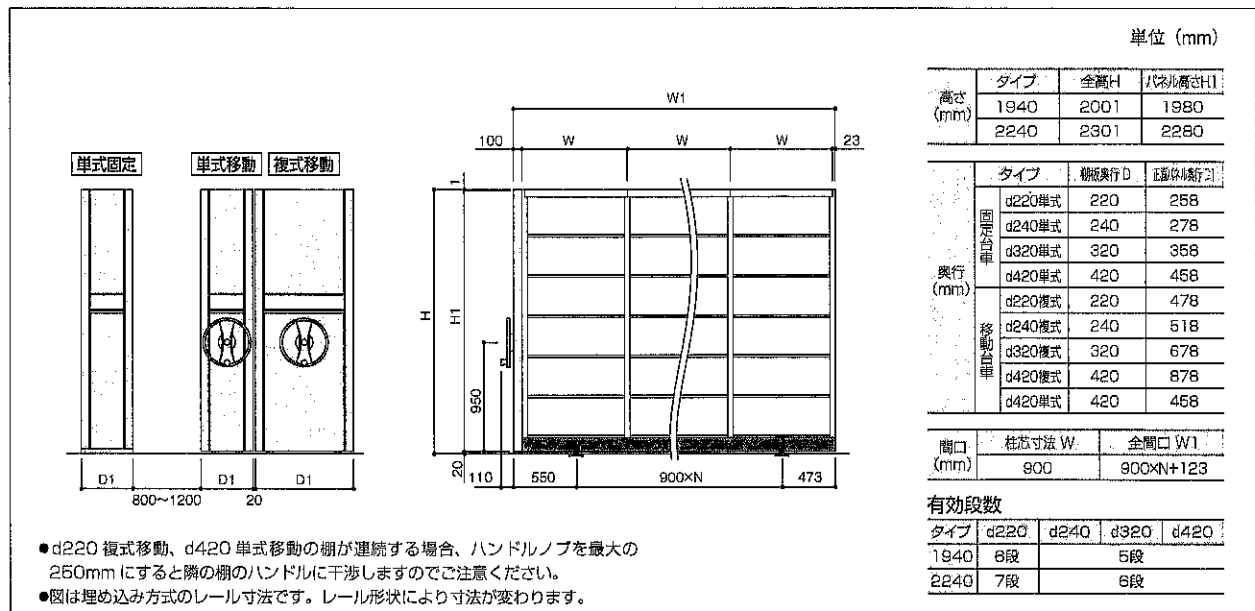 単位（mm）
高さ
(mm)
タイプ 全高H パネル高さH1
1940 2001 1980
2240 2301 2280
W1
100 W W W 23
単式固定 単式移動 複式移動
1
H
H1
950
20
D1 D1 D1
800～1200 20
110 550 900×N 473
奥行
(mm)
タイプ 棚板奥行D 正面パネル奥行D1
固定台車
d220単式 220 258
d240単式 240 278
d320単式 320 358
d420単式 420 458
移動台車
d220複式 220 478
d240複式 240 518
d320複式 320 678
d420複式 420 878
d420単式 420 458
間口
(mm)
柱芯寸法 W 全間口 W1
900 900×N+123
有効段数
タイプ d220 d240 d320 d420
1940 6段 5段
2240 7段 6段
●d220 複式移動、d420 単式移動の棚が連続する場合、ハンドルノブを最大の
250mm にすると隣の棚のハンドルに干渉しますのでご注意ください。
●図は埋め込み方式のレール寸法です。レール形状により寸法が変わります。